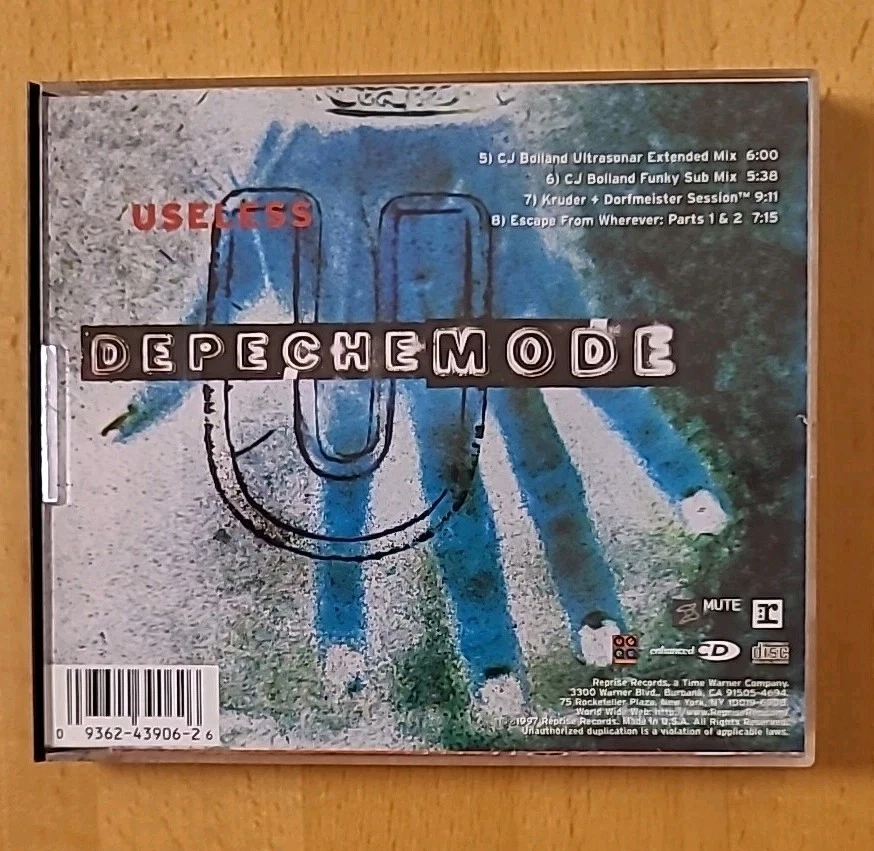 5) CJ Bolland Ultrasonar Extended Mix 6:00
6) CJ Bolland Funky Sub Mix 5:38
7) Kruder + Dorfmeister Session™ 9:11
8) Escape From Wherever: Parts 1 & 2 7:15
USELESS
DEPECHE MODE
U
MUTE
r
enhanced CD
disc
Reprise Records, a Time Warner Company.
3300 Warner Blvd., Burbank, CA 91505-4694.
75 Rockefeller Plaza, New York, NY
World Wide Web:
©1997 Reprise Records. Made in U.S.A. All Rights Reserved.
Unauthorized duplication is a violation of applicable laws.
0 9362-43906-2 6